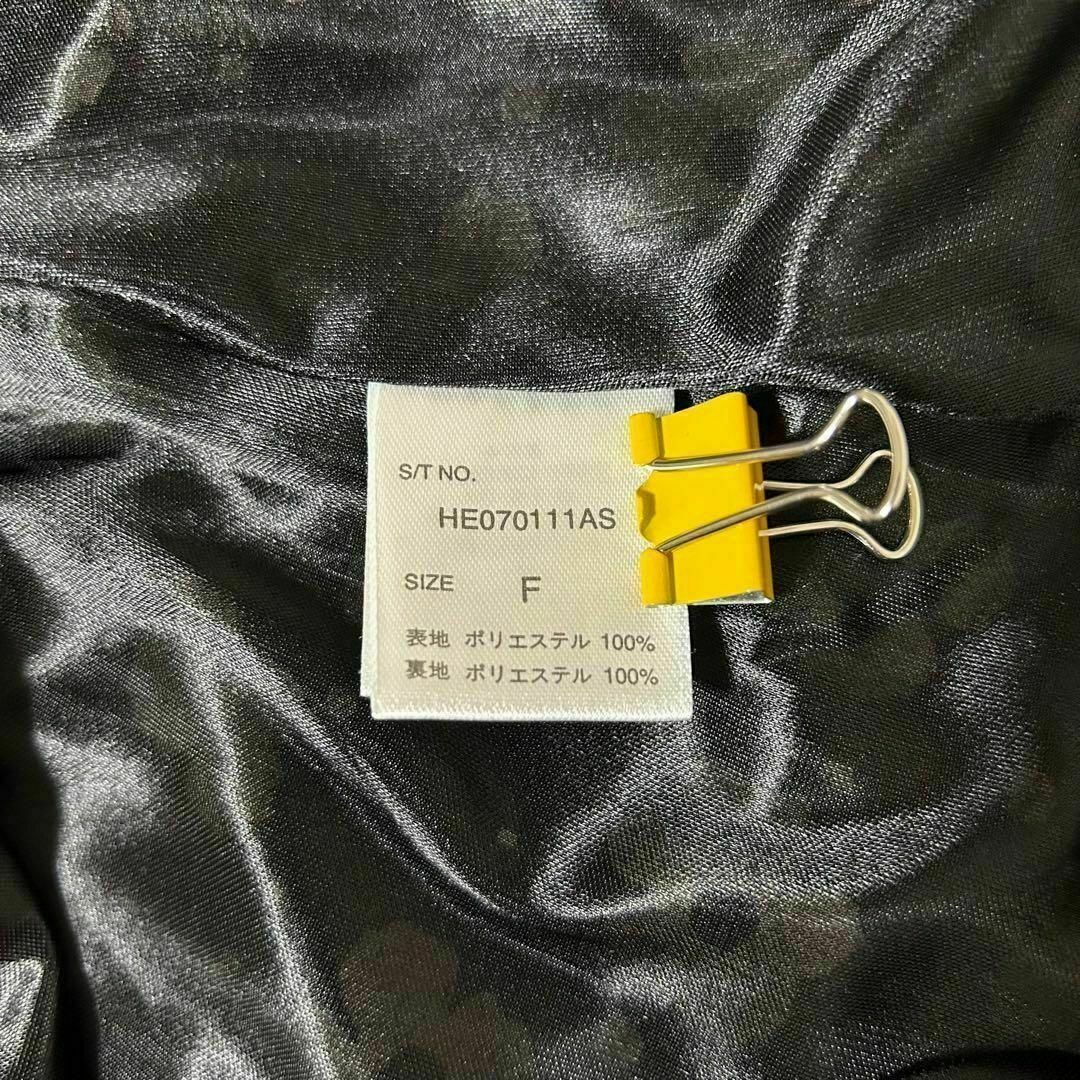 S/T NO.
HE070111AS
SIZE F
表地 ポリエステル 100%
裏地 ポリエステル 100%